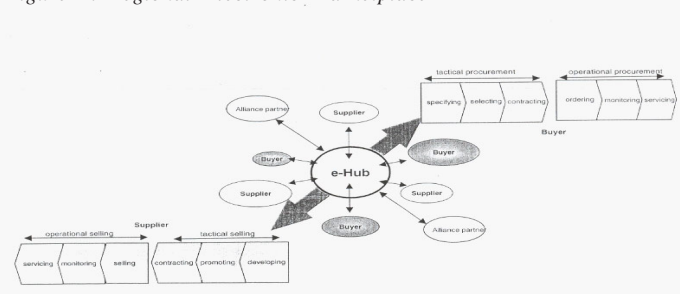 tactical procurement
operational procurement
specifying
selecting
contracting
ordering
monitoring
servicing
Buyer
Alliance partner
Supplier
Buyer
Buyer
e-Hub
Supplier
Supplier
Buyer
Alliance partner
Supplier
operational selling
tactical selling
servicing
monitoring
selling
contracting
promoting
developing